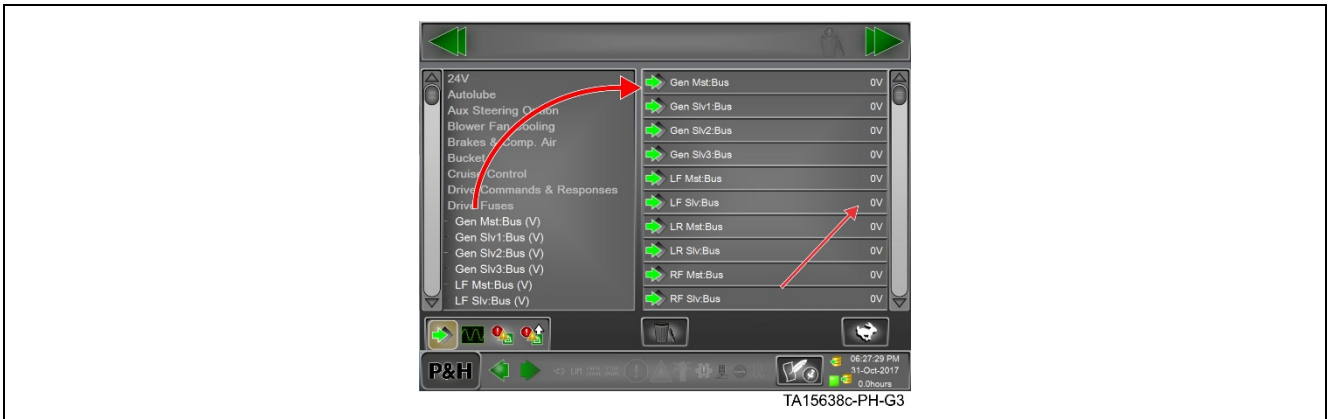 24V
Autolube
Aux Steering Option
Blower Fan Cooling
Brakes & Comp. Air
Bucket
Cruise Control
Drive Commands & Responses
Drive Fuses
Gen Mst:Bus (V)
Gen Slv1:Bus (V)
Gen Slv2:Bus (V)
Gen Slv3:Bus (V)
LF Mst:Bus (V)
LF Slv:Bus (V)
Gen Mst:Bus 0V
Gen Slv1:Bus 0V
Gen Slv2:Bus 0V
Gen Slv3:Bus 0V
LF Mst:Bus 0V
LF Slv:Bus 0V
LR Mst:Bus 0V
LR Slv:Bus 0V
RF Mst:Bus 0V
RF Slv:Bus 0V
P&H
06:27:29 PM
31-Oct-2017
0.0hours
TA15638c-PH-G3